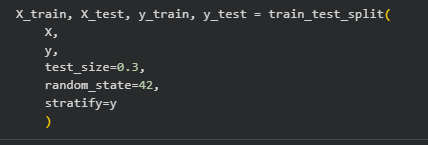 X_train, X_test, y_train, y_test = train_test_split(
    X,
    y,
    test_size=0.3,
    random_state=42,
    stratify=y
    )